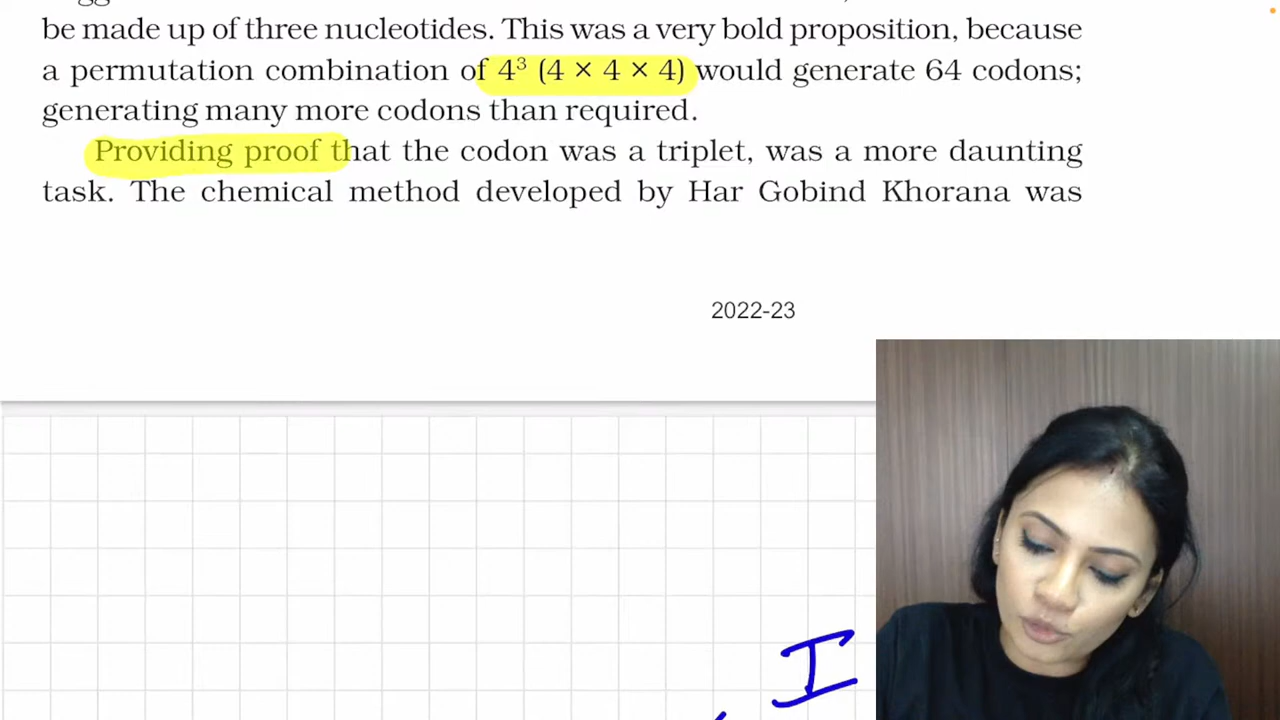 be made up of three nucleotides. This was a very bold proposition, because
a permutation combination of 4³ (4 × 4 × 4) would generate 64 codons;
generating many more codons than required.
Providing proof that the codon was a triplet, was a more daunting
task. The chemical method developed by Har Gobind Khorana was
2022-23
I